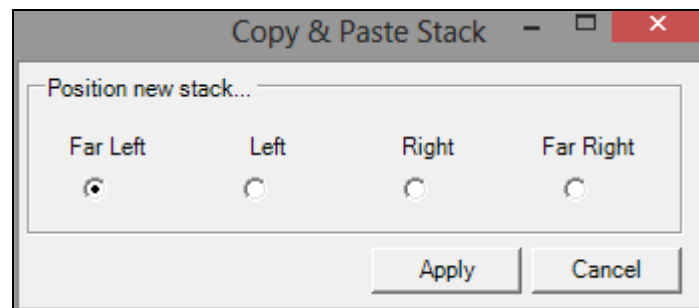 Copy & Paste Stack
Position new stack...
Far Left Left Right Far Right
Apply Cancel